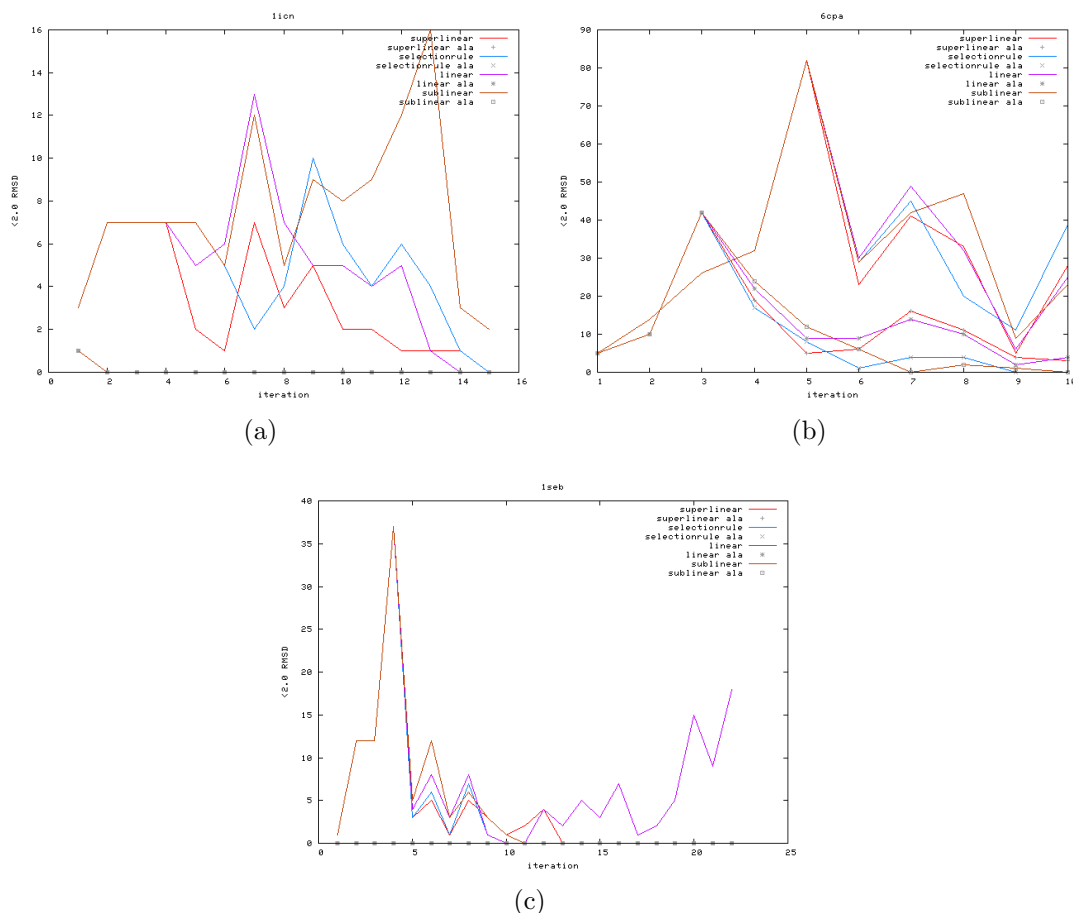 1icn
16
14
12
10
8
6
4
2
0
<2.0 RMSD
superlinear
superlinear ala
selectionrule
selectionrule ala
linear
linear ala
sublinear
sublinear ala
0 2 4 6 8 10 12 14 16
iteration
(a)
6cpa
90
80
70
60
50
40
30
20
10
0
<2.0 RMSD
superlinear
superlinear ala
selectionrule
selectionrule ala
linear
linear ala
sublinear
sublinear ala
1 2 3 4 5 6 7 8 9 10
iteration
(b)
1seb
40
35
30
25
20
15
10
5
0
<2.0 RMSD
superlinear
superlinear ala
selectionrule
selectionrule ala
linear
linear ala
sublinear
sublinear ala
0 5 10 15 20 25
iteration
(c)